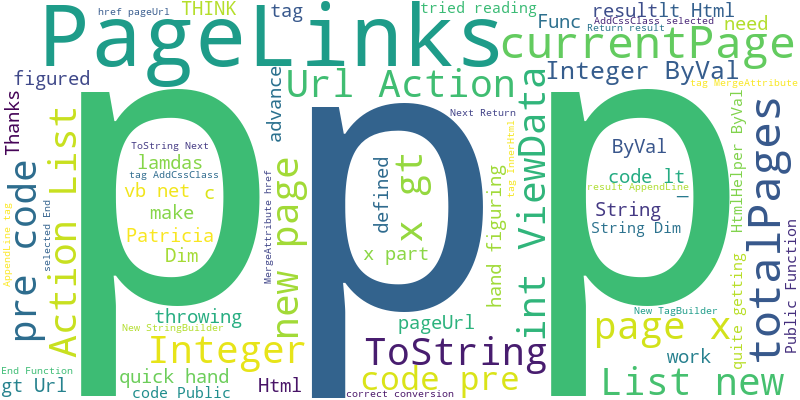 href pageUrl
THINK
tag
PageLinks
tried reading
resultlt Html
AddCssClass selected
Func
Return result
need
currentPage
figured
Url Action
Integer ByVal
tag MergeAttribute
advance
Thanks
p
p
p
Action List
ToString Next
lamdas
tag AddCssClass
vb net
c
make
Patricia
Dim
Next Return
tag InnerHtml
ViewData
int
defined
x gt
x part
ByVal
code lt
result AppendLine
—
String
String Dim
HtmlHelper ByVal
totalPages
pre code
AppendLine tag
selected End
new page
MergeAttribute href
hand figuring
throwing
New StringBuilder
pageUrl
New TagBuilder
page x
quite getting
Public Function
Integer
ToString
work
End Function
gt Url
quick hand
code Public
Html
code pre
correct conversion
List new